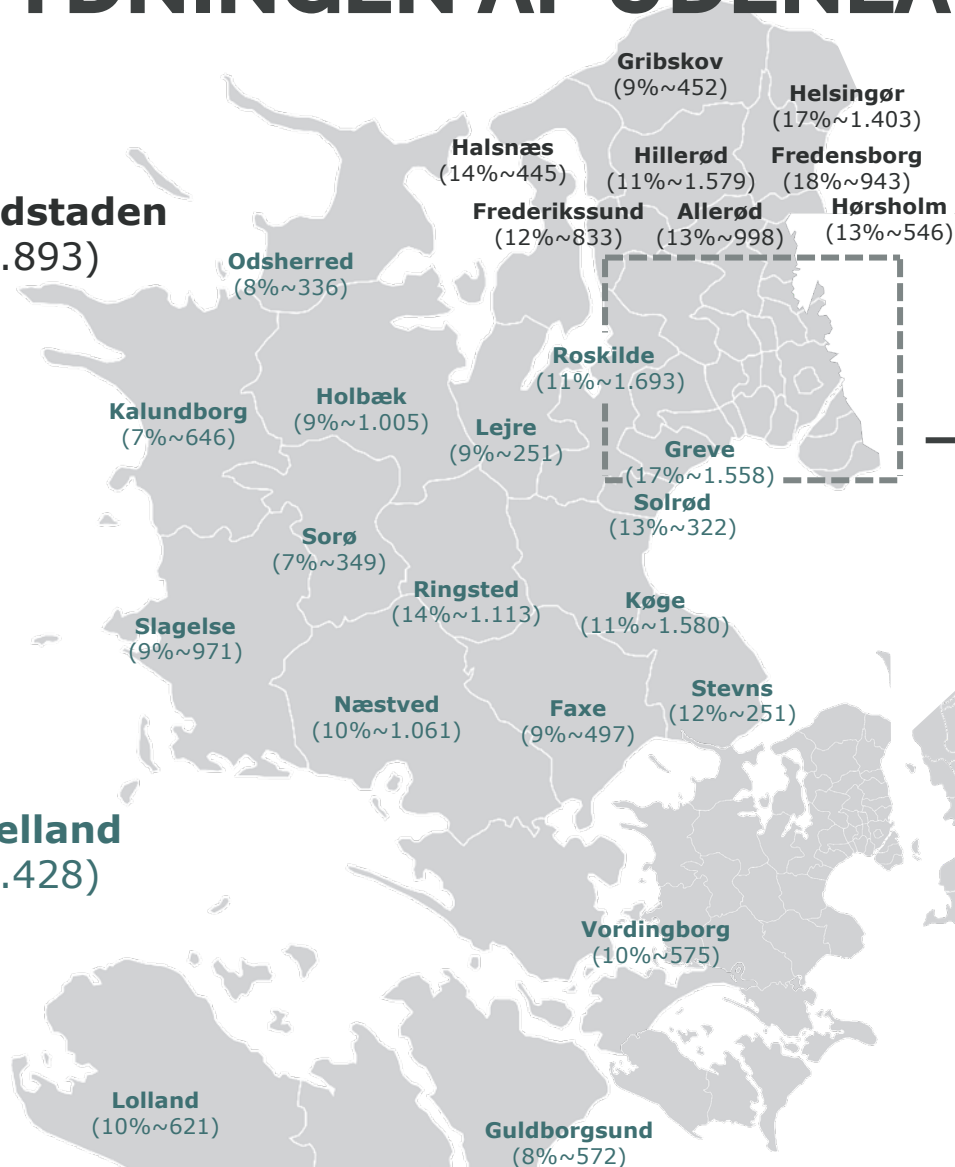 Gribskov
(9%~452)
Helsingør
(17%~1.403)
Halsnæs
(14%~445)
Hillerød
(11%~1.579)
Fredensborg
(18%~943)
dstaden
.893)
Frederikssund
(12%~833)
Allerød
(13%~998)
Hørsholm
(13%~546)
Odsherred
(8%~336)
Roskilde
(11%~1.693)
Kalundborg
(7%~646)
Holbæk
(9%~1.005)
Lejre
(9%~251)
Greve
(17%~1.558)
Solrød
(13%~322)
Sorø
(7%~349)
Ringsted
(14%~1.113)
Køge
(11%~1.580)
Slagelse
(9%~971)
Næstved
(10%~1.061)
Faxe
(9%~497)
Stevns
(12%~251)
elland
.428)
Vordingborg
(10%~575)
Lolland
(10%~621)
Guldborgsund
(8%~572)